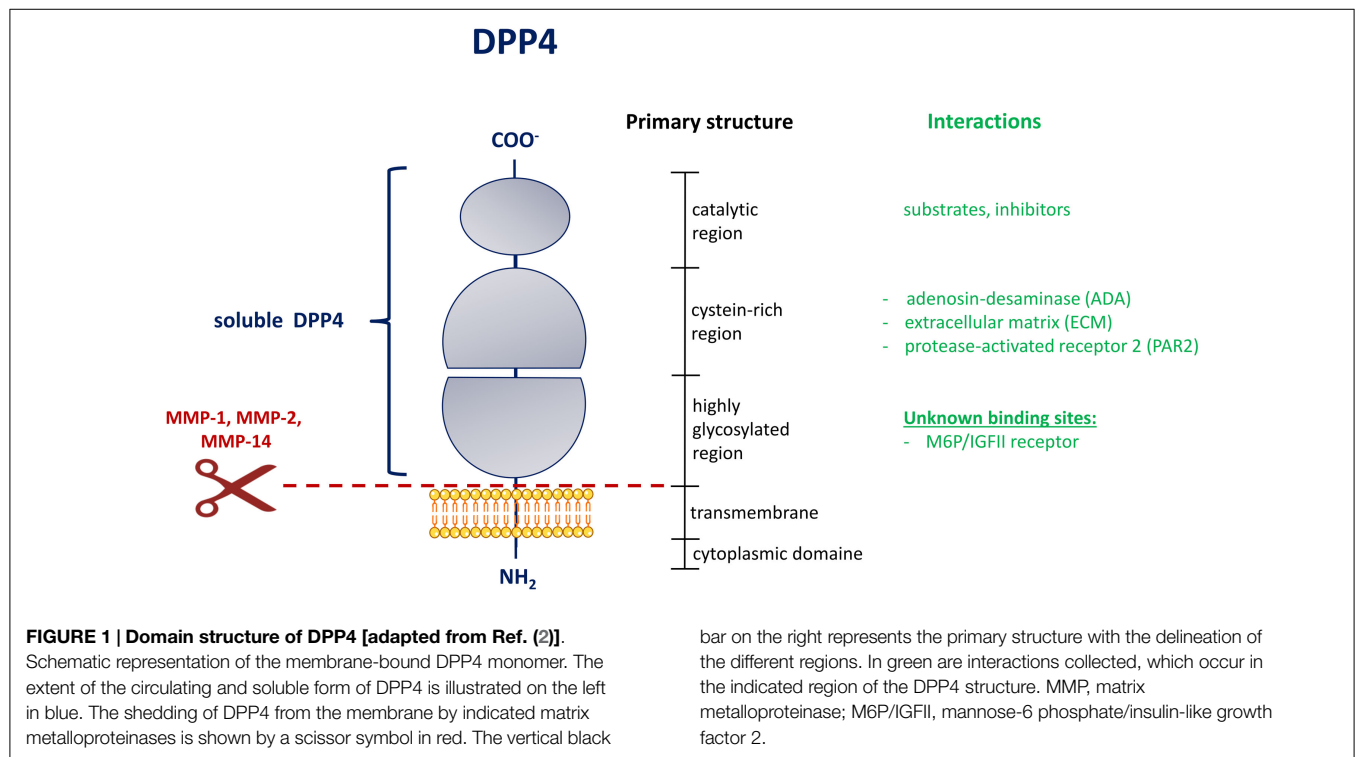 DPP4
Primary structure
Interactions
COO-
catalytic
region
substrates, inhibitors
soluble DPP4
cystein-rich
region
- adenosin-desaminase (ADA)
- extracellular matrix (ECM)
- protease-activated receptor 2 (PAR2)
MMP-1, MMP-2,
MMP-14
highly
glycosylated
region
Unknown binding sites:
- M6P/IGFII receptor
transmembrane
cytoplasmic domaine
NH2
FIGURE 1 | Domain structure of DPP4 [adapted from Ref. (2)].
Schematic representation of the membrane-bound DPP4 monomer. The
extent of the circulating and soluble form of DPP4 is illustrated on the left
in blue. The shedding of DPP4 from the membrane by indicated matrix
metalloproteinases is shown by a scissor symbol in red. The vertical black
bar on the right represents the primary structure with the delineation of
the different regions. In green are interactions collected, which occur in
the indicated region of the DPP4 structure. MMP, matrix
metalloproteinase; M6P/IGFII, mannose-6 phosphate/insulin-like growth
factor 2.